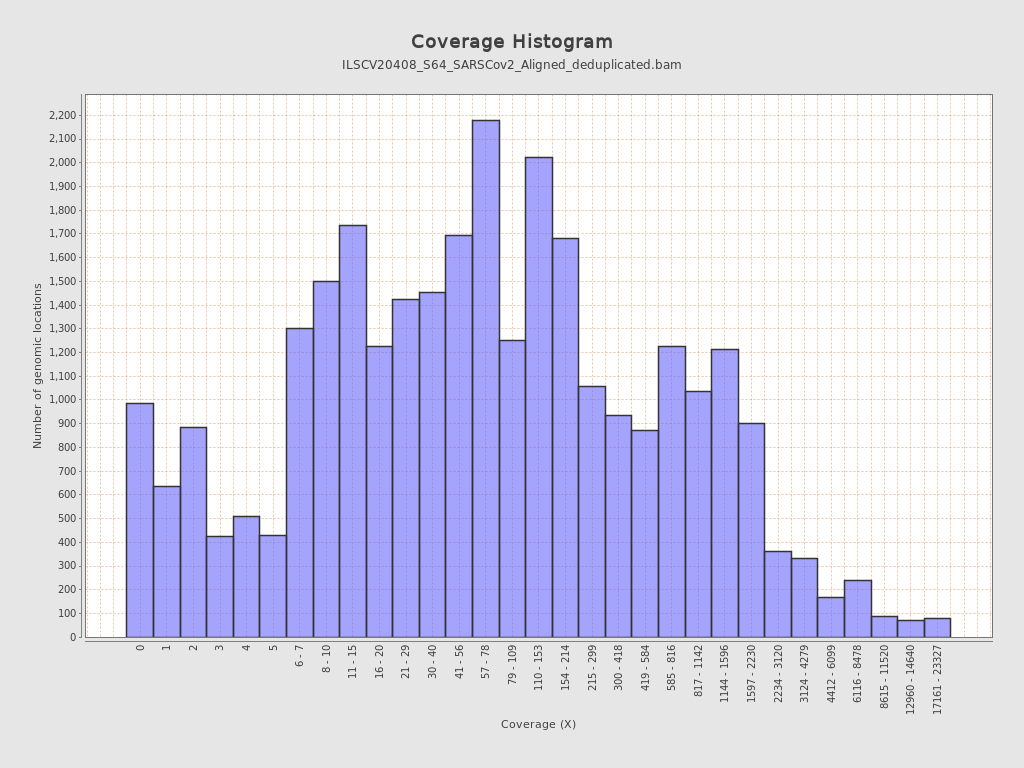 Coverage Histogram
ILSCV20408_S64_SARSCov2_Aligned_deduplicated.bam
Number of genomic locations
2,200
2,100
2,000
1,900
1,800
1,700
1,600
1,500
1,400
1,300
1,200
1,100
1,000
900
800
700
600
500
400
300
200
100
0
0
1
2
3
4
5
6 - 7
8 - 10
11 - 15
16 - 20
21 - 29
30 - 40
41 - 56
57 - 78
79 - 109
110 - 153
154 - 214
215 - 299
300 - 418
419 - 584
585 - 816
817 - 1142
1144 - 1596
1597 - 2230
2234 - 3120
3124 - 4279
4412 - 6099
6116 - 8478
8615 - 11520
12960 - 14640
17161 - 23327
Coverage (X)